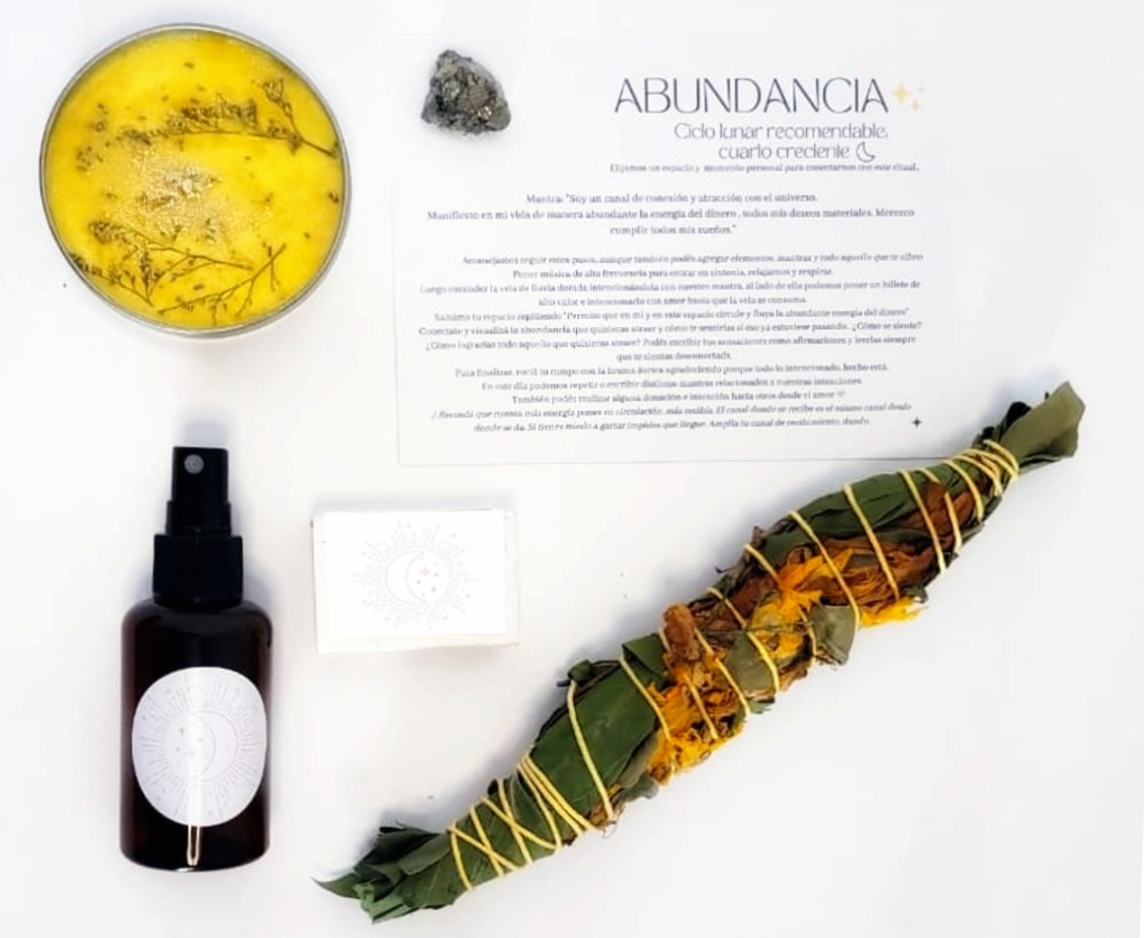 ABUNDANCIA
Ciclo lunar recomendable,
cuarto creciente
Elijamos un espacio y momento personal para conectarnos con este ritual.
Mantra: "Soy un canal de conexión y atracción con el universo.
Manifiesto en mi vida de manera abundante la energía del dinero , todos mis deseos materiales. Merezco
cumplir todos mis sueños."
Aconsejamos seguir estos pasos, aunque también podés agregar elementos, mantras y todo aquello que te
Poner música de alta frecuencia para entrar en sintonía, relajarnos y respirar.
Luego encender la vela de lluvia dorada intencionándola con nuestro mantra, al lado de ella podemos poner un billete de
alto valor e intencionarlo con amor hasta que la vela se consuma.
Sahúma tu espacio repitiendo "Permito que en mi y en este espacio circule y fluya la abundante energía del dinero"
Conectate y visualizá la abundancia que quisieras atraer y cómo te sentirías si eso ya estuviese pasando. ¿Cómo se siente?
¿Cómo lograrías todo aquello que quisieras atraer? Podés escribir tus sensaciones como afirmaciones y leerlas siempre
que te sientas desconectada.
Para finalizar, rociá tu campo con la bruma áurica agradeciendo porque todo lo intencionado, hecho está.
En este día podemos repetir o escribir distintos mantras relacionados a nuestras intenciones.
También podés realizar alguna donación e intención hacia otros desde el amor
¡! Recordá que cuanta más energía pones en circulación, más recibís. El canal donde se recibe es el mismo canal desde
donde se da. Si tienes miedo a gastar impides que llegue. Amplía tu canal de recibimiento, dando.